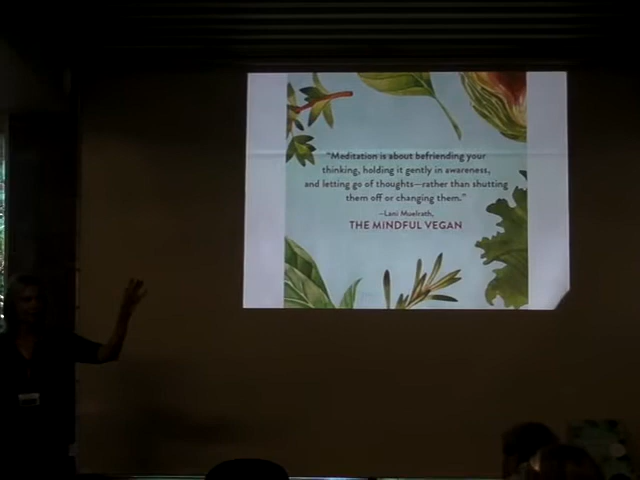 "Meditation is about befriending your
thinking, holding it gently in awareness,
and letting go of thoughts—rather than shutting
them off or changing them."
—Lani Muelrath,
THE MINDFUL VEGAN